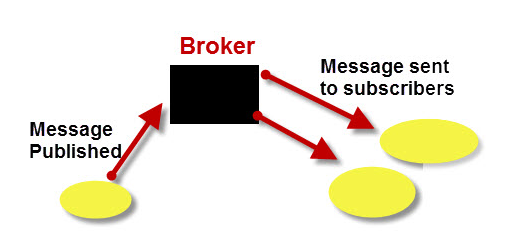 Broker
Message sent
to subscribers
Message
Published